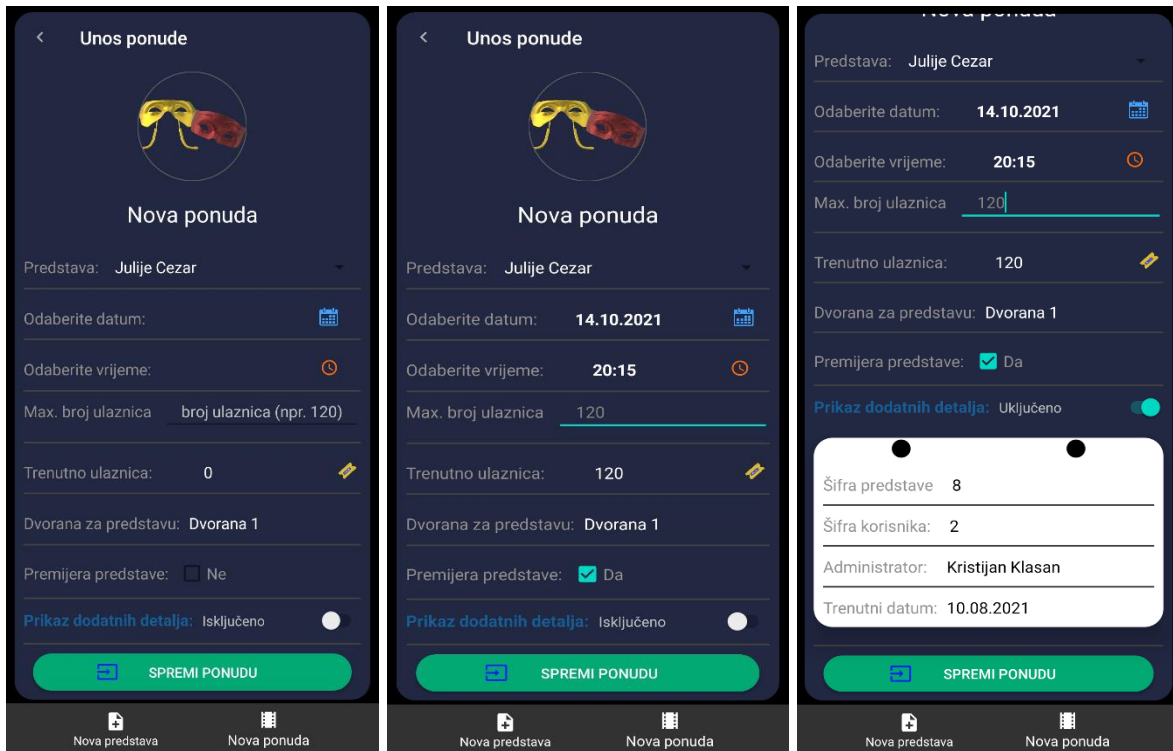 Unos ponude
Nova ponuda
Predstava: Julije Cezar
Odaberite datum:
Odaberite vrijeme:
Max. broj ulaznica broj ulaznica (npr. 120)
Trenutno ulaznica: 0
Dvorana za predstavu: Dvorana 1
Premijera predstave: Ne
Prikaz dodatnih detalja: Isključeno
SPREMI PONUDU
Nova predstava Nova ponuda
Unos ponude
Nova ponuda
Predstava: Julije Cezar
Odaberite datum: 14.10.2021
Odaberite vrijeme: 20:15
Max. broj ulaznica 120
Trenutno ulaznica: 120
Dvorana za predstavu: Dvorana 1
Premijera predstave: Da
Prikaz dodatnih detalja: Isključeno
SPREMI PONUDU
Nova predstava Nova ponuda
Nova ponuda
Predstava: Julije Cezar
Odaberite datum: 14.10.2021
Odaberite vrijeme: 20:15
Max. broj ulaznica 120
Trenutno ulaznica: 120
Dvorana za predstavu: Dvorana 1
Premijera predstave: Da
Prikaz dodatnih detalja: Uključeno
Šifra predstave 8
Šifra korisnika: 2
Administrator: Kristijan Klasan
Trenutni datum: 10.08.2021
SPREMI PONUDU
Nova predstava Nova ponuda